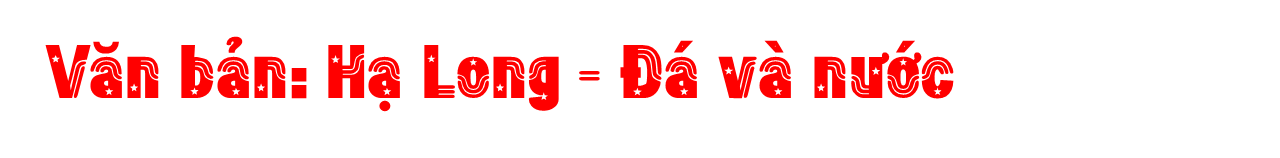 Văn bản: Hạ Long = Đá và nước